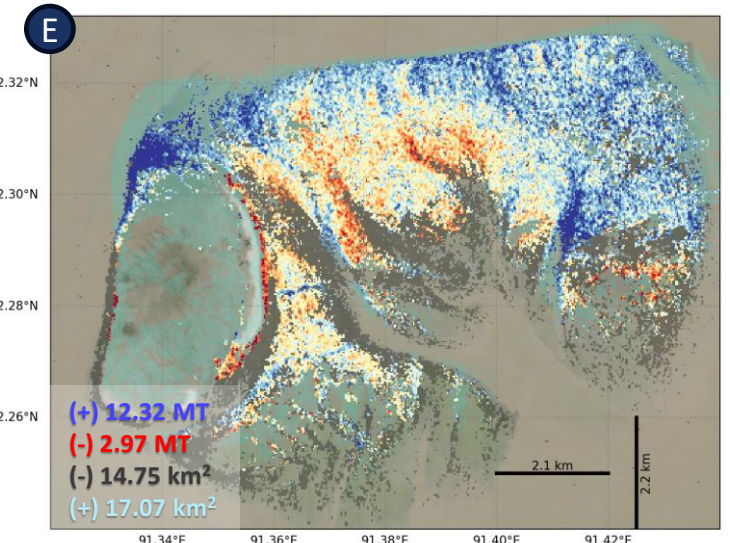 E
2.32°N
2.30°N
2.28°N
2.26°N
(+) 12.32 MT
(-) 2.97 MT
(-) 14.75 km²
(+) 17.07 km²
2.1 km
2.2 km
91.34°E 91.36°E 91.38°E 91.40°E 91.42°E